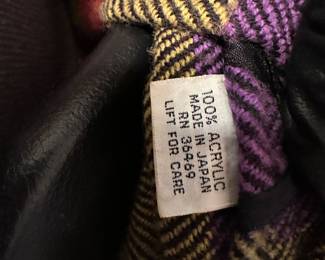 100% ACRYLIC
MADE IN JAPAN
RN 36469
LIFT FOR CARE